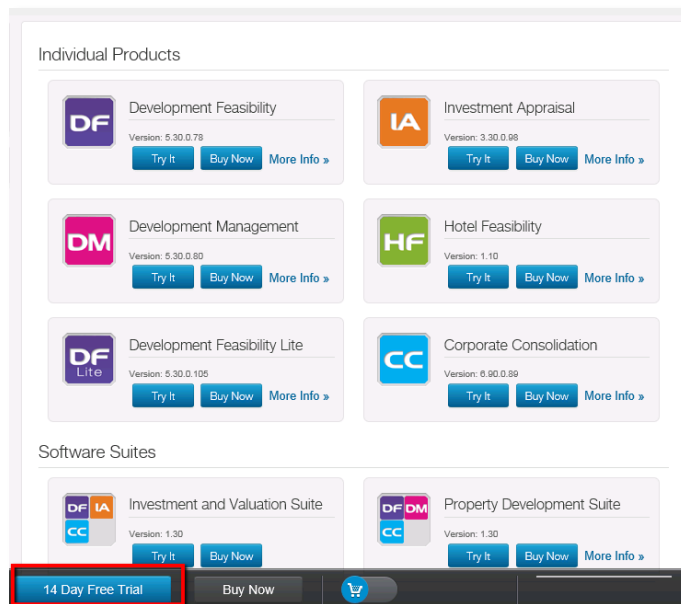 Individual Products
DF
Development Feasibility
Version: 5.30.0.78
Try It Buy Now More Info »
IA
Investment Appraisal
Version: 3.30.0.98
Try It Buy Now More Info »
DM
Development Management
Version: 5.30.0.80
Try It Buy Now More Info »
HF
Hotel Feasibility
Version: 1.10
Try It Buy Now More Info »
DF
Lite
Development Feasibility Lite
Version: 5.30.0.105
Try It Buy Now More Info »
CC
Corporate Consolidation
Version: 6.90.0.89
Try It Buy Now More Info »
Software Suites
DF IA
CC
Investment and Valuation Suite
Version: 1.30
Try It Buy Now
DF DM
CC
Property Development Suite
Version: 1.30
Try It Buy Now More Info »
14 Day Free Trial Buy Now